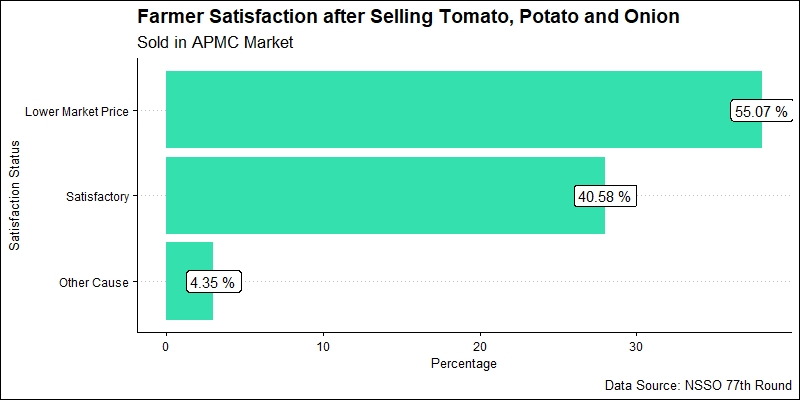 Farmer Satisfaction after Selling Tomato, Potato and Onion
Sold in APMC Market
Satisfaction Status
Lower Market Price
55.07 %
Satisfactory
40.58 %
Other Cause
4.35 %
0
10
20
30
Percentage
Data Source: NSSO 77th Round